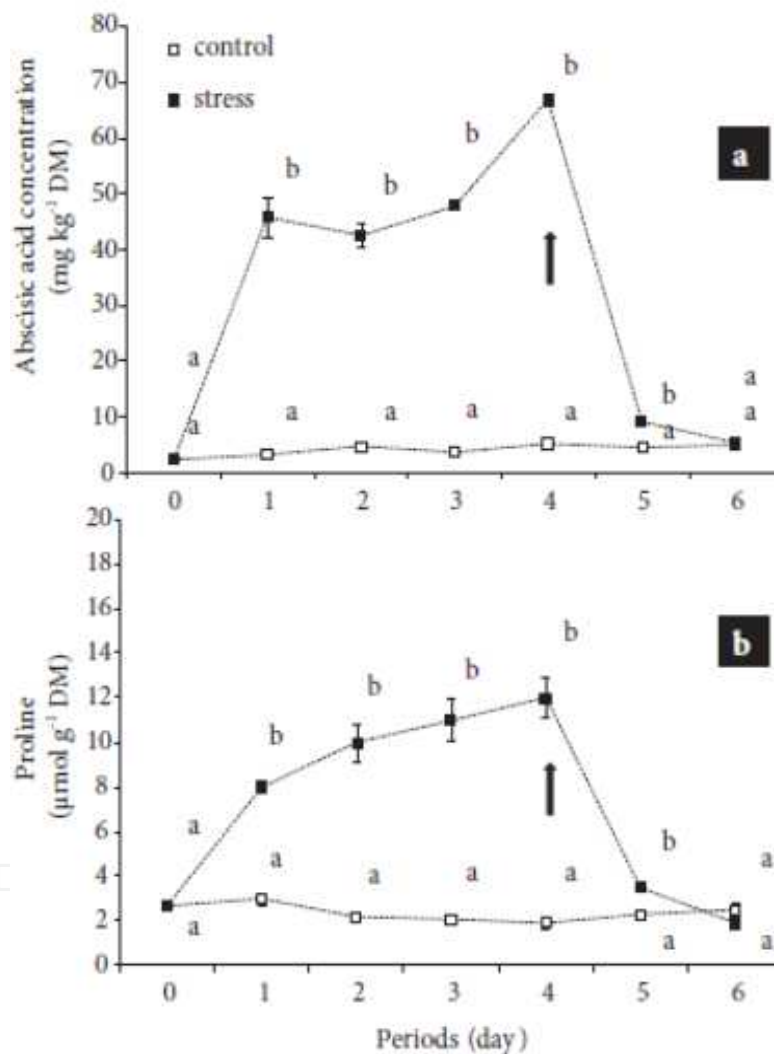 80
70
60
50
40
30
20
10
0
Abscisic acid concentration
(mg kg⁻¹ DM)
control
stress
a
a
a
b
b
b
b
b
a
a
a
a
a
a
a
a
0 1 2 3 4 5 6
20
18
16
14
12
10
8
6
4
2
0
Proline
(µmol g⁻¹ DM)
b
a
a
b
b
b
b
b
a
a
a
a
a
a
a
0 1 2 3 4 5 6
Periods (day)